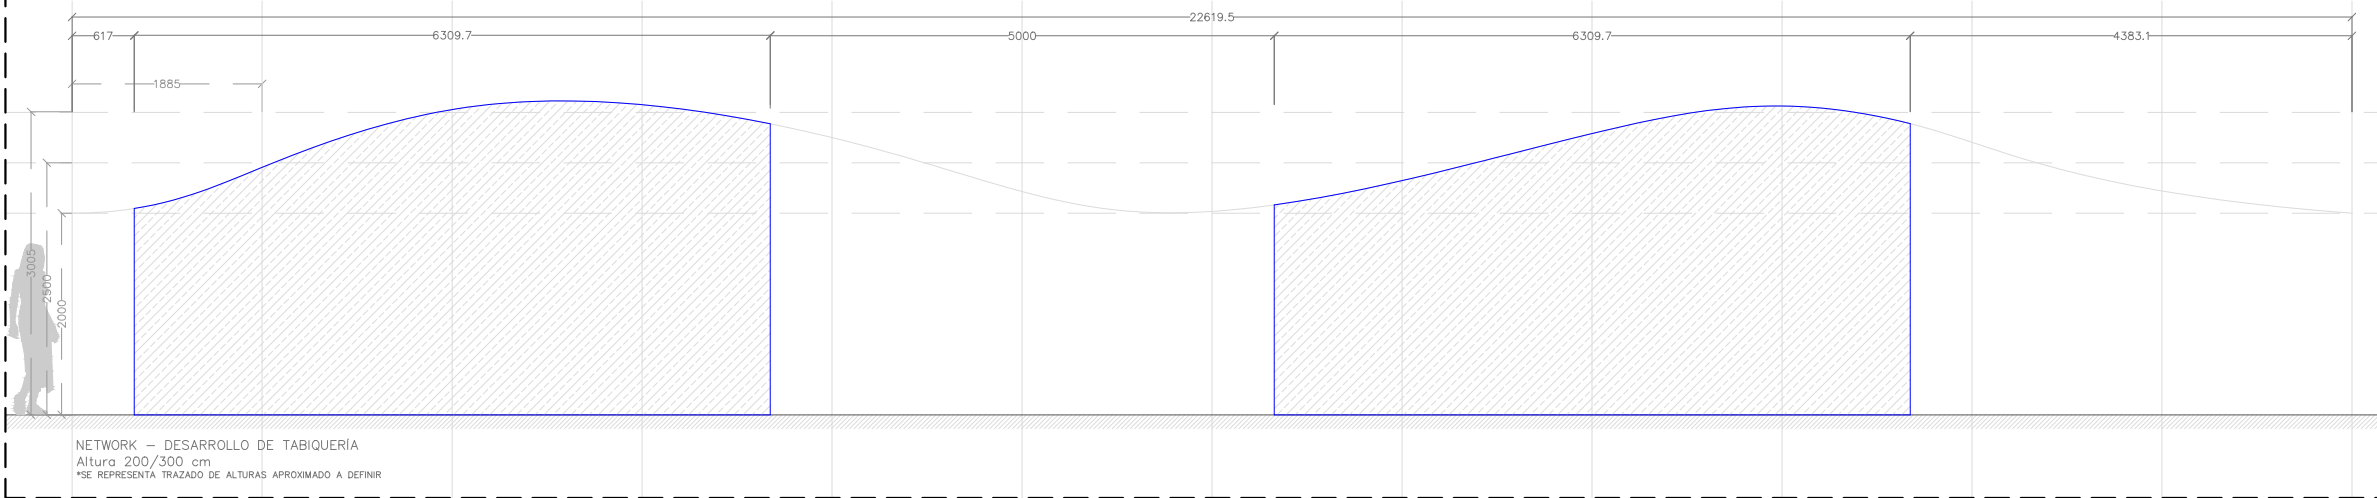 22619.5
617 6309.7 5000 6309.7 4383.1
1885
3005
2500
2000
NETWORK – DESARROLLO DE TABIQUERÍA
Altura 200/300 cm
*SE REPRESENTA TRAZADO DE ALTURAS APROXIMADO A DEFINIR